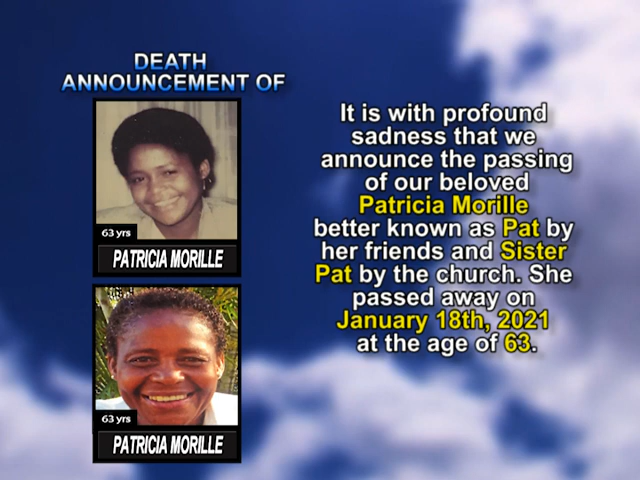 DEATH
ANNOUNCEMENT OF
63 yrs
PATRICIA MORILLE
63 yrs
PATRICIA MORILLE
It is with profound
sadness that we
announce the passing
of our beloved
Patricia Morille
better known as Pat by
her friends and Sister
Pat by the church. She
passed away on
January 18th, 2021
at the age of 63.